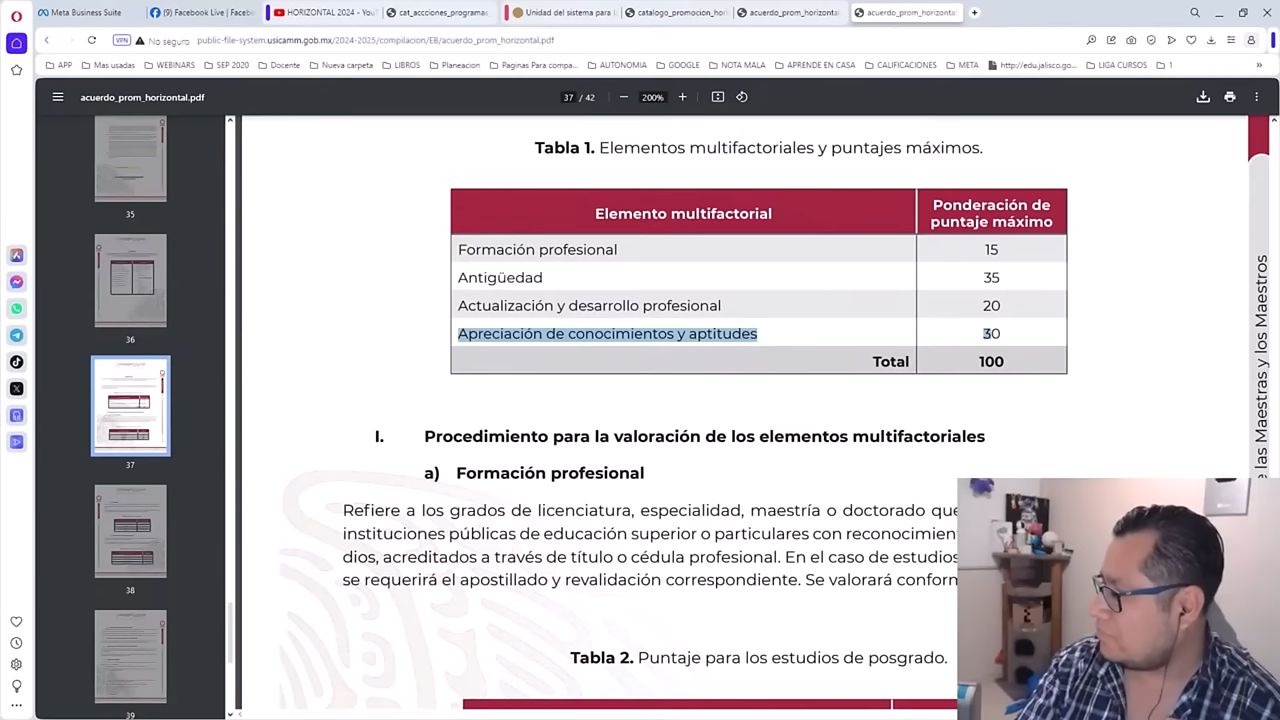 Meta Business Suite
(9) Facebook Live | Faceb
HORIZONTAL 2024 - You
cat_accciones_programas
Unidad del sistema para l
catalogo_promocion_hor
acuerdo_prom_horizontal
acuerdo_prom_horizontal
VPN
No seguro
public-file-system.usicamm.gob.mx/2024-2025/compilacion/EB/acuerdo_prom_horizontal.pdf
APP
Mas usadas
WEBINARS
SEP 2020
Docente
Nueva carpeta
LIBROS
Planeacion
Paginas Para compa...
AUTONOMIA
GOOGLE
NOTA MALA
APRENDE EN CASA
CALIFICACIONES
META
http://edu.jalisco.go...
LIGA CURSOS
1
acuerdo_prom_horizontal.pdf
37 / 42
200%
35
36
37
38
39
Tabla 1. Elementos multifactoriales y puntajes máximos.
Elemento multifactorial
Ponderación de
puntaje máximo
Formación profesional 15
Antigüedad 35
Actualización y desarrollo profesional 20
Apreciación de conocimientos y aptitudes 30
Total 100
I. Procedimiento para la valoración de los elementos multifactoriales
a) Formación profesional
Refiere a los grados de licenciatura, especialidad, maestría o doctorado que
instituciones públicas de educación superior o particulares con reconocimien
dios, acreditados a través de título o cédula profesional. En el caso de estudios
se requerirá el apostillado y revalidación correspondiente. Se valorará conform
Tabla 2. Puntaje para los estudios de posgrado.
e las Maestras y los Maestros